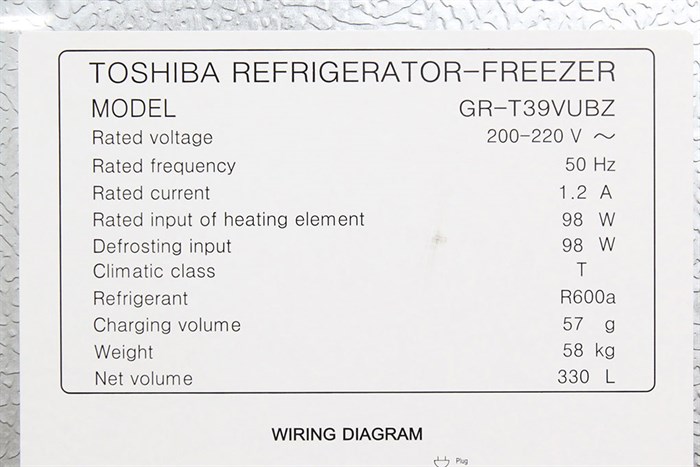 TOSHIBA REFRIGERATOR-FREEZER
MODEL GR-T39VUBZ
Rated voltage 200-220 V ~
Rated frequency 50 Hz
Rated current 1.2 A
Rated input of heating element 98 W
Defrosting input 98 W
Climatic class T
Refrigerant R600a
Charging volume 57 g
Weight 58 kg
Net volume 330 L
WIRING DIAGRAM
Plug